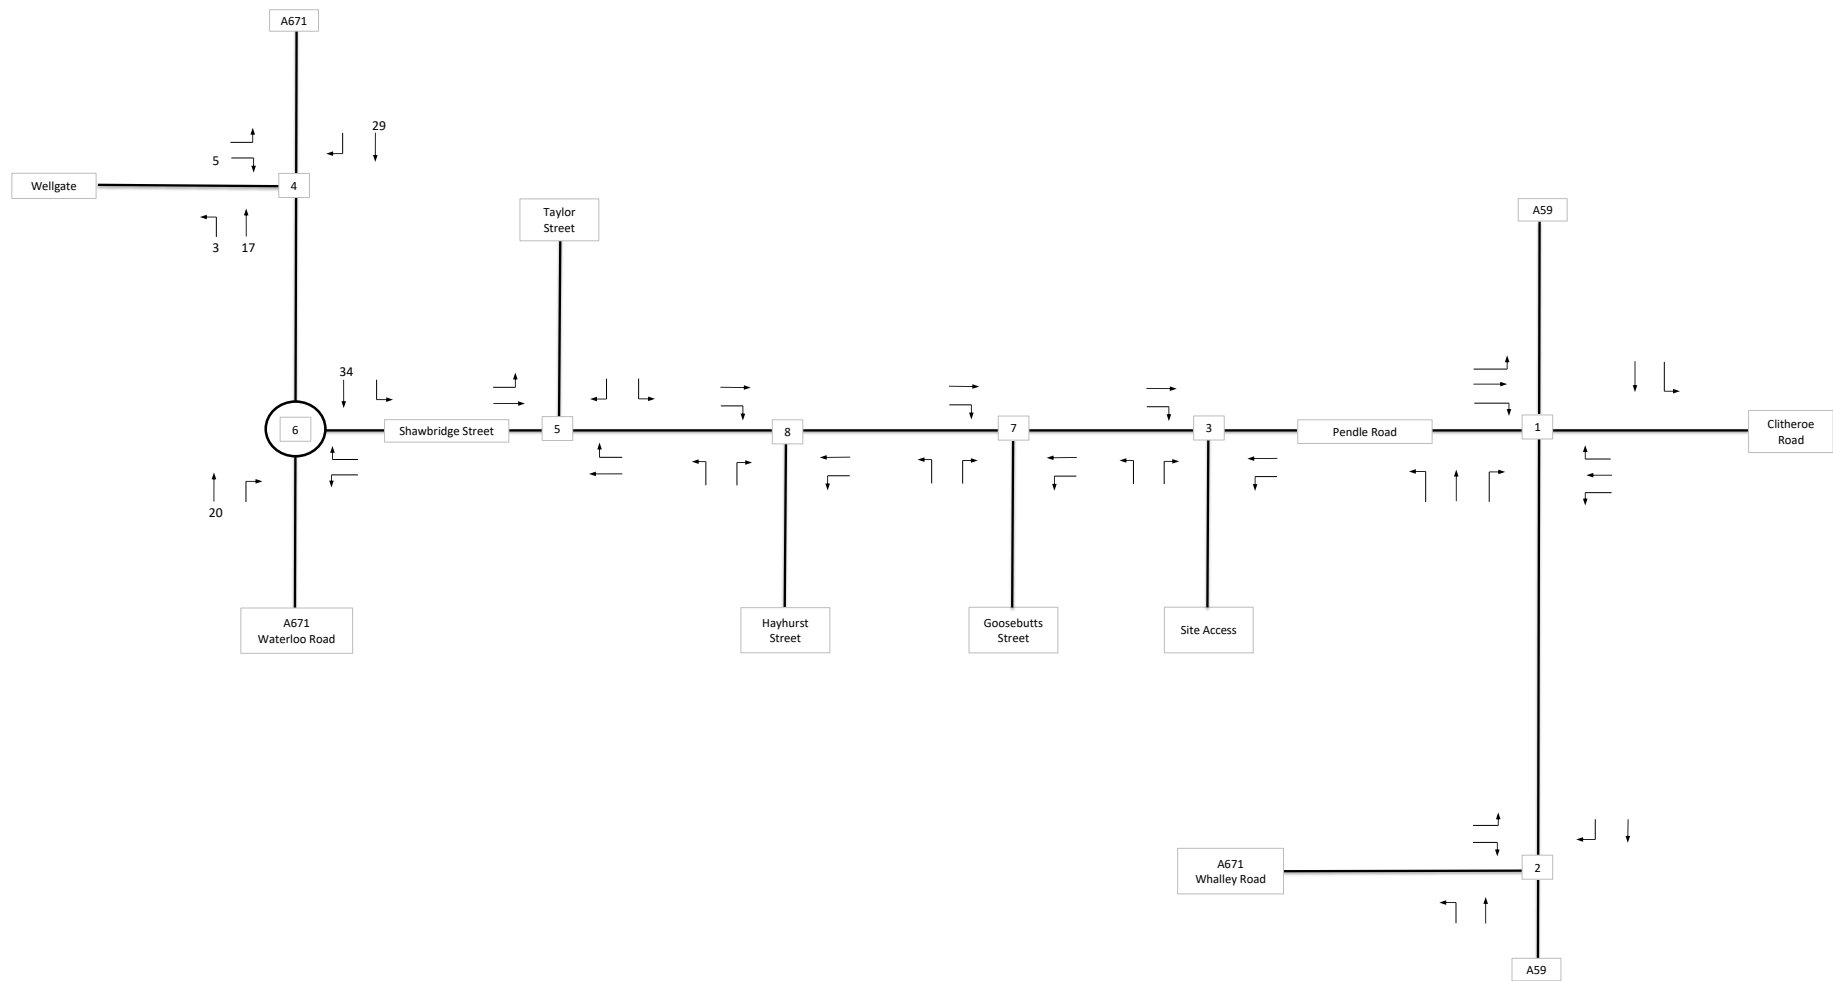 A671
29
5
Wellgate
4
3
17
Taylor
Street
A59
34
6
Shawbridge Street
5
8
7
3
Pendle Road
1
Clitheroe
Road
20
A671
Waterloo Road
Hayhurst
Street
Goosebutts
Street
Site Access
A671
Whalley Road
2
A59